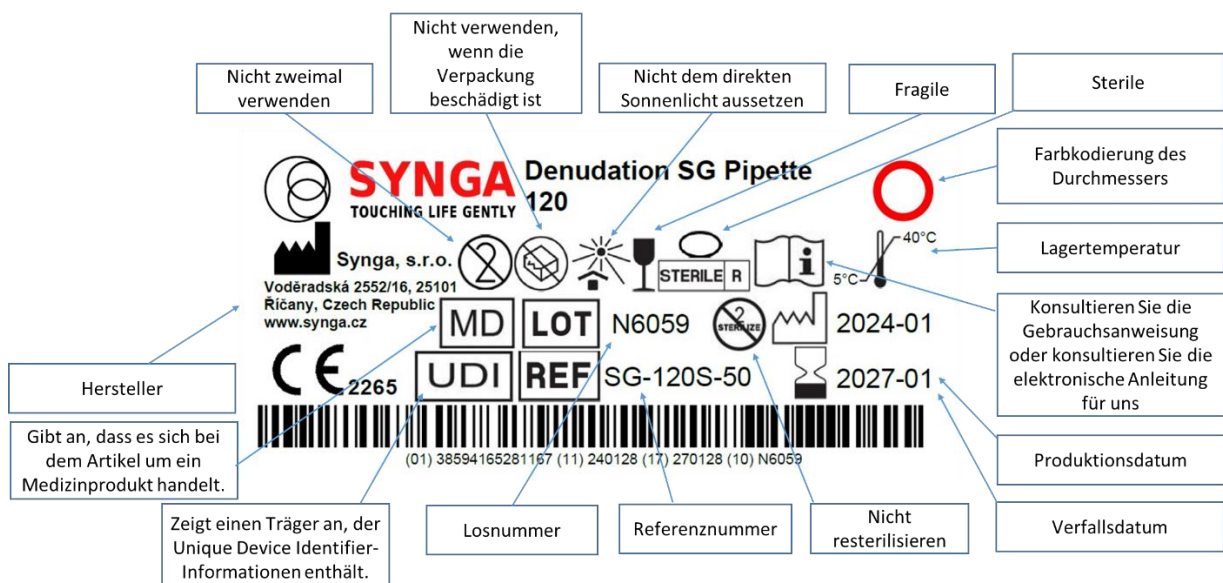 Nicht verwenden,
wenn die
Verpackung
beschädigt ist
Nicht zweimal
verwenden
Nicht dem direkten
Sonnenlicht aussetzen
Fragile
Sterile
Farbkodierung des
Durchmessers
Lagertemperatur
Konsultieren Sie die
Gebrauchsanweisung
oder konsultieren Sie die
elektronische Anleitung
für uns
Produktionsdatum
Verfallsdatum
SYNGA
TOUCHING LIFE GENTLY
Denudation SG Pipette
120
Synga, s.r.o.
Voděradská 2552/16, 25101
Říčany, Czech Republic
www.synga.cz
2
STERILE R
i
40°C
5°C
MD LOT N6059
2
STERILIZE
2024-01
CE 2265
UDI REF SG-120S-50
2027-01
(01) 38594165281167 (11) 240128 (17) 270128 (10) N6059
Hersteller
Gibt an, dass es sich bei
dem Artikel um ein
Medizinprodukt handelt.
Zeigt einen Träger an, der
Unique Device Identifier-
Informationen enthält.
Losnummer
Referenznummer
Nicht
resterilisieren